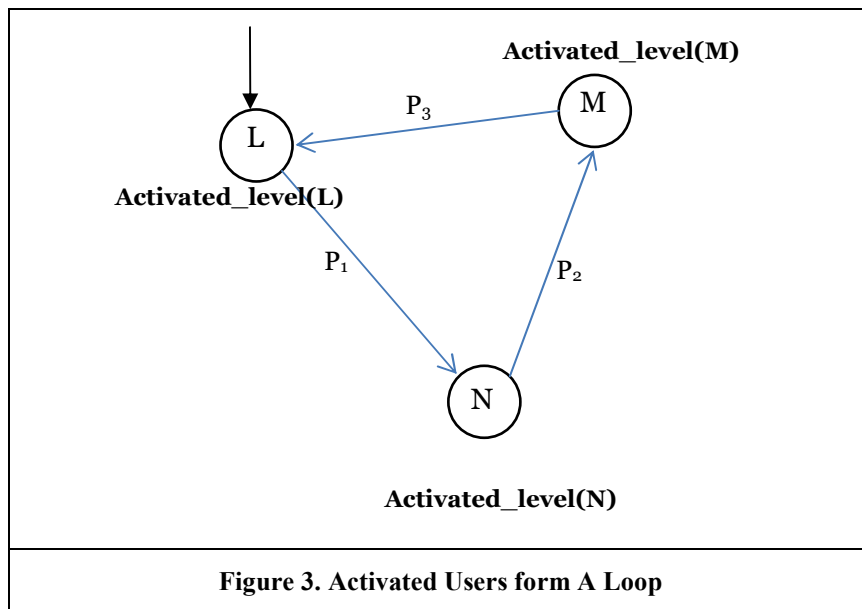 Activated_level(M)
M
P₃
L
Activated_level(L)
P₁
P₂
N
Activated_level(N)
Figure 3. Activated Users form A Loop